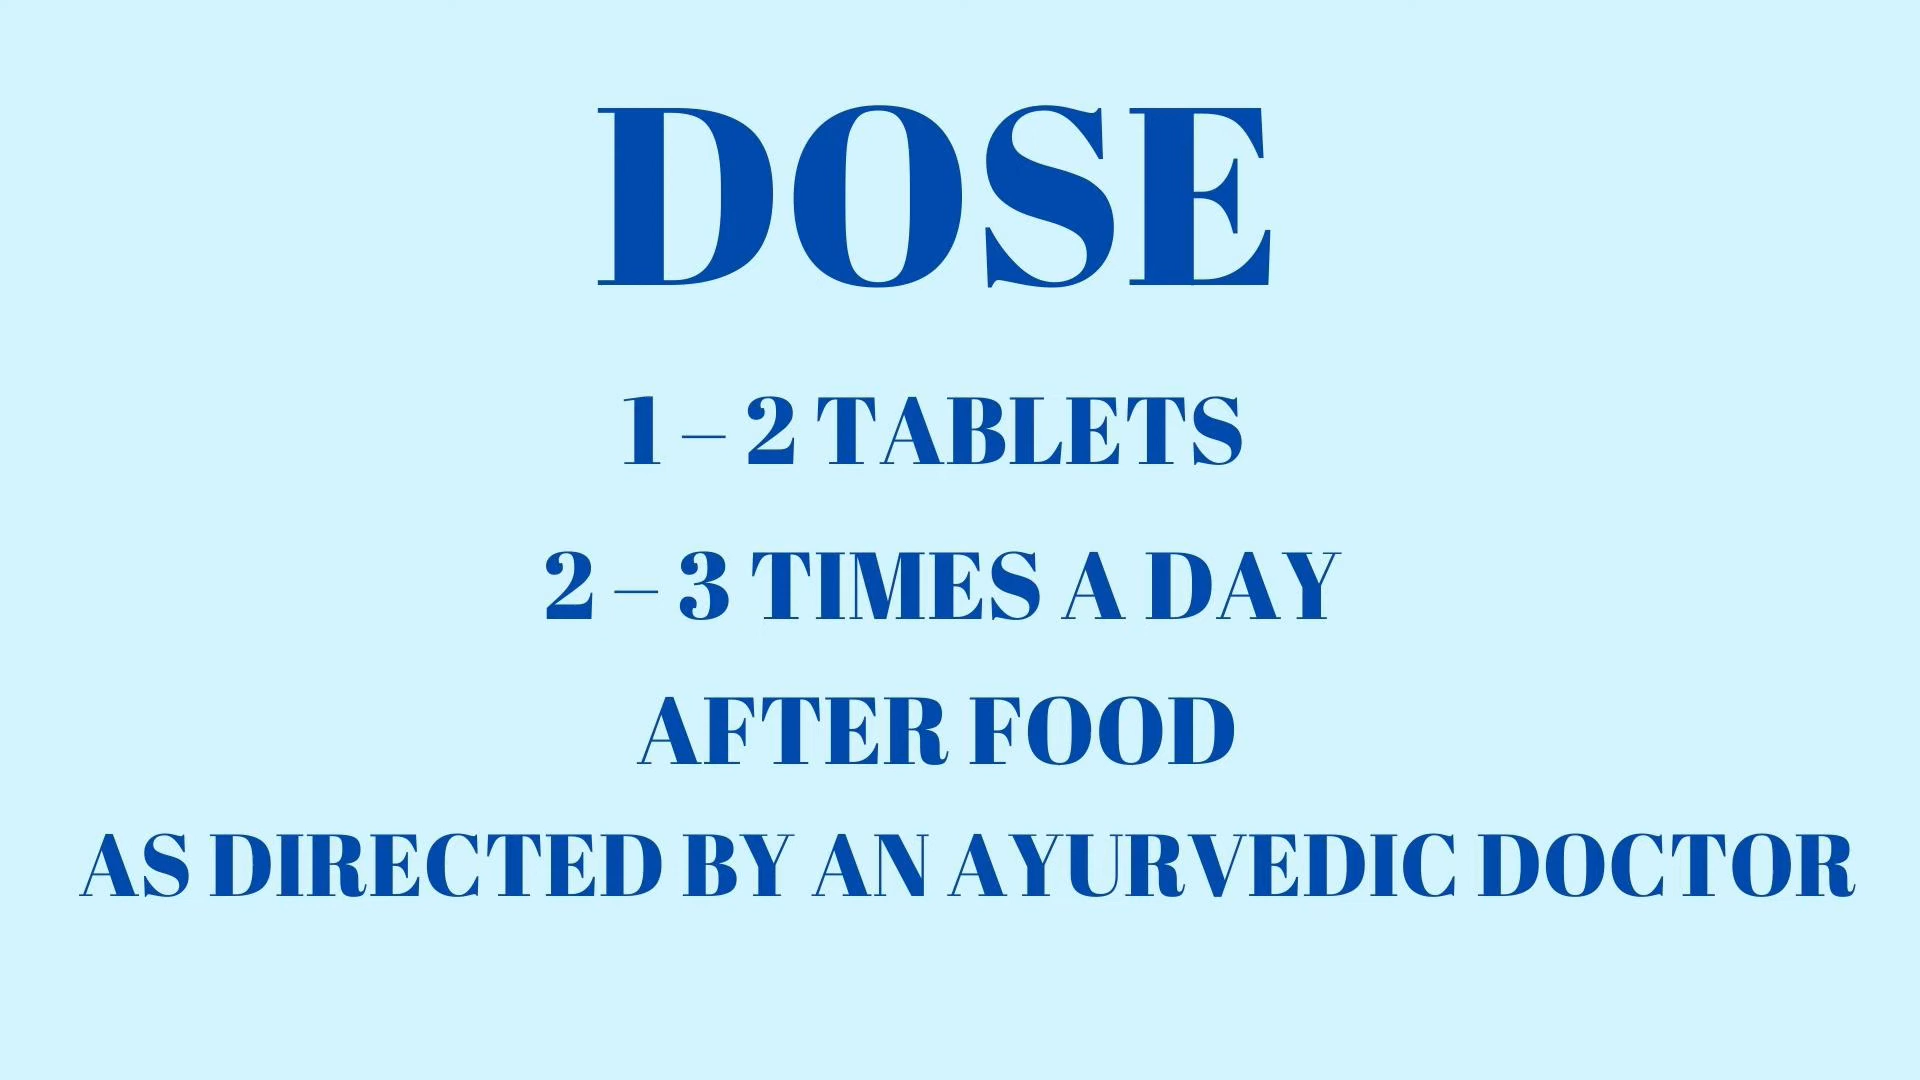 DOSE
1 – 2 TABLETS
2 – 3 TIMES A DAY
AFTER FOOD
AS DIRECTED BY AN AYURVEDIC DOCTOR